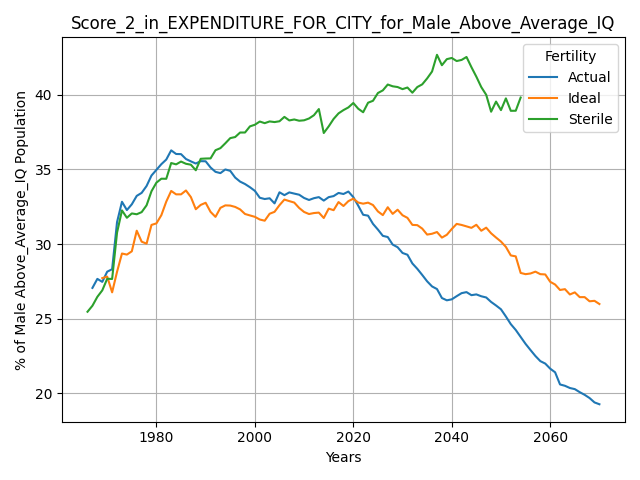 Score_2_in_EXPENDITURE_FOR_CITY_for_Male_Above_Average_IQ
% of Male Above_Average_IQ Population
40
35
30
25
20
Fertility
Actual
Ideal
Sterile
1980 2000 2020 2040 2060
Years